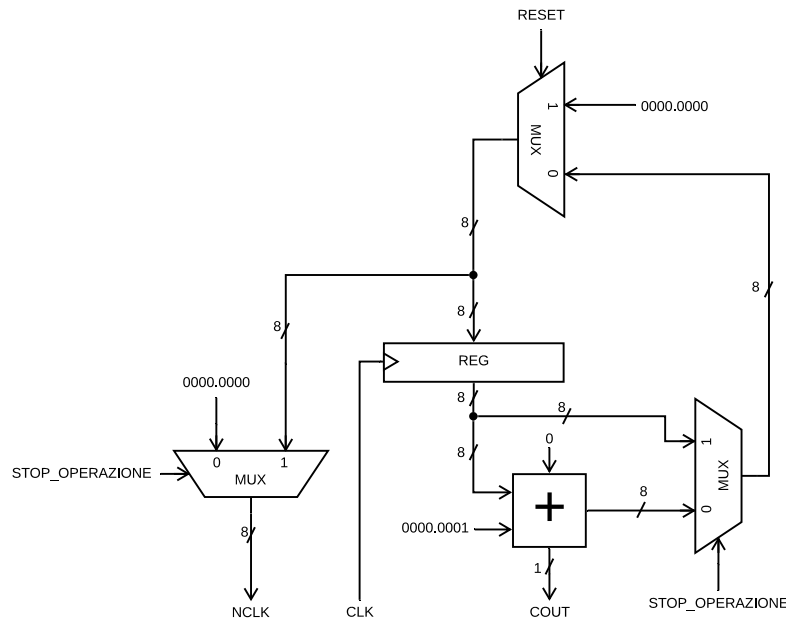 RESET
1
0000.0000
MUX
0
8
8
8
8
REG
0000.0000
8
8
0
1
STOP_OPERAZIONE
0
1
MUX
8
MUX
8
+
0
0000.0001
8
1
NCLK
CLK
COUT
STOP_OPERAZIONE